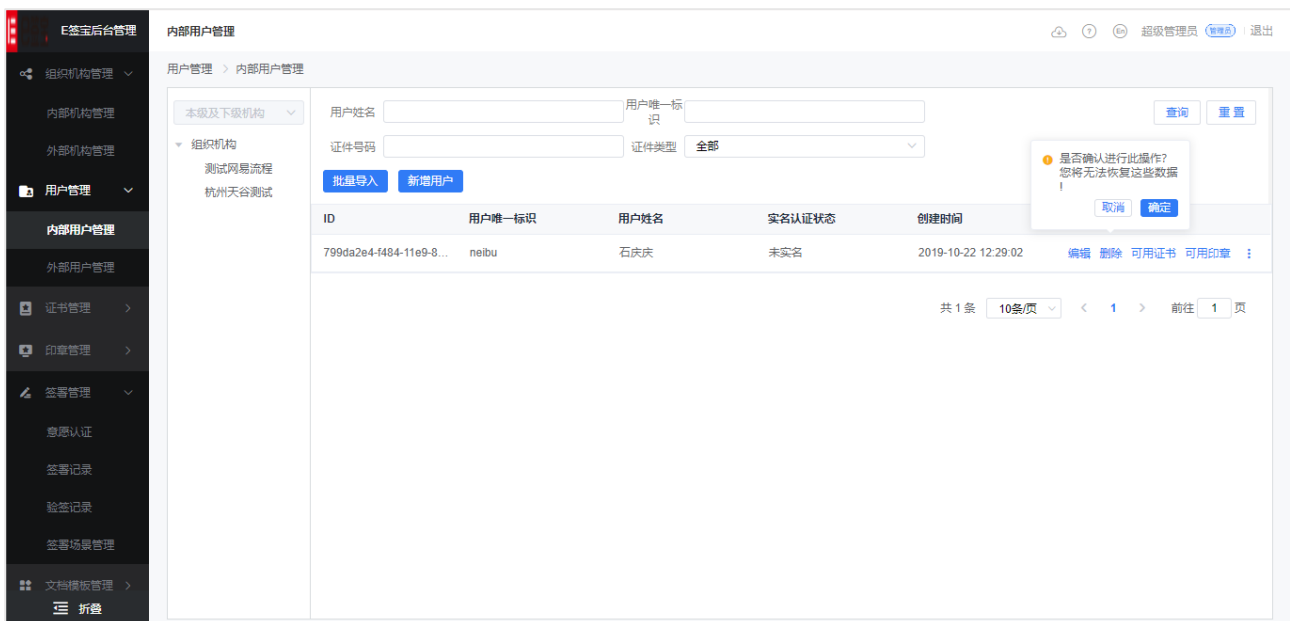 E签宝后台管理
内部用户管理
En
超级管理员
管理员
退出
组织机构管理
内部机构管理
外部机构管理
用户管理
内部用户管理
外部用户管理
证书管理
印章管理
签署管理
意愿认证
签署记录
验签记录
签署场景管理
文档模板管理
折叠
用户管理 > 内部用户管理
本级及下级机构
组织机构
测试网易流程
杭州天谷测试
用户姓名
用户唯一标
识
查询
重置
证件号码
证件类型
全部
批量导入
新增用户
是否确认进行此操作?
您将无法恢复这些数据
!
取消
确定
ID 用户唯一标识 用户姓名 实名认证状态 创建时间
799da2e4-f484-11e9-8... neibu 石庆庆 未实名 2019-10-22 12:29:02 编辑 删除 可用证书 可用印章
共 1 条 10条/页 < 1 > 前往 1 页